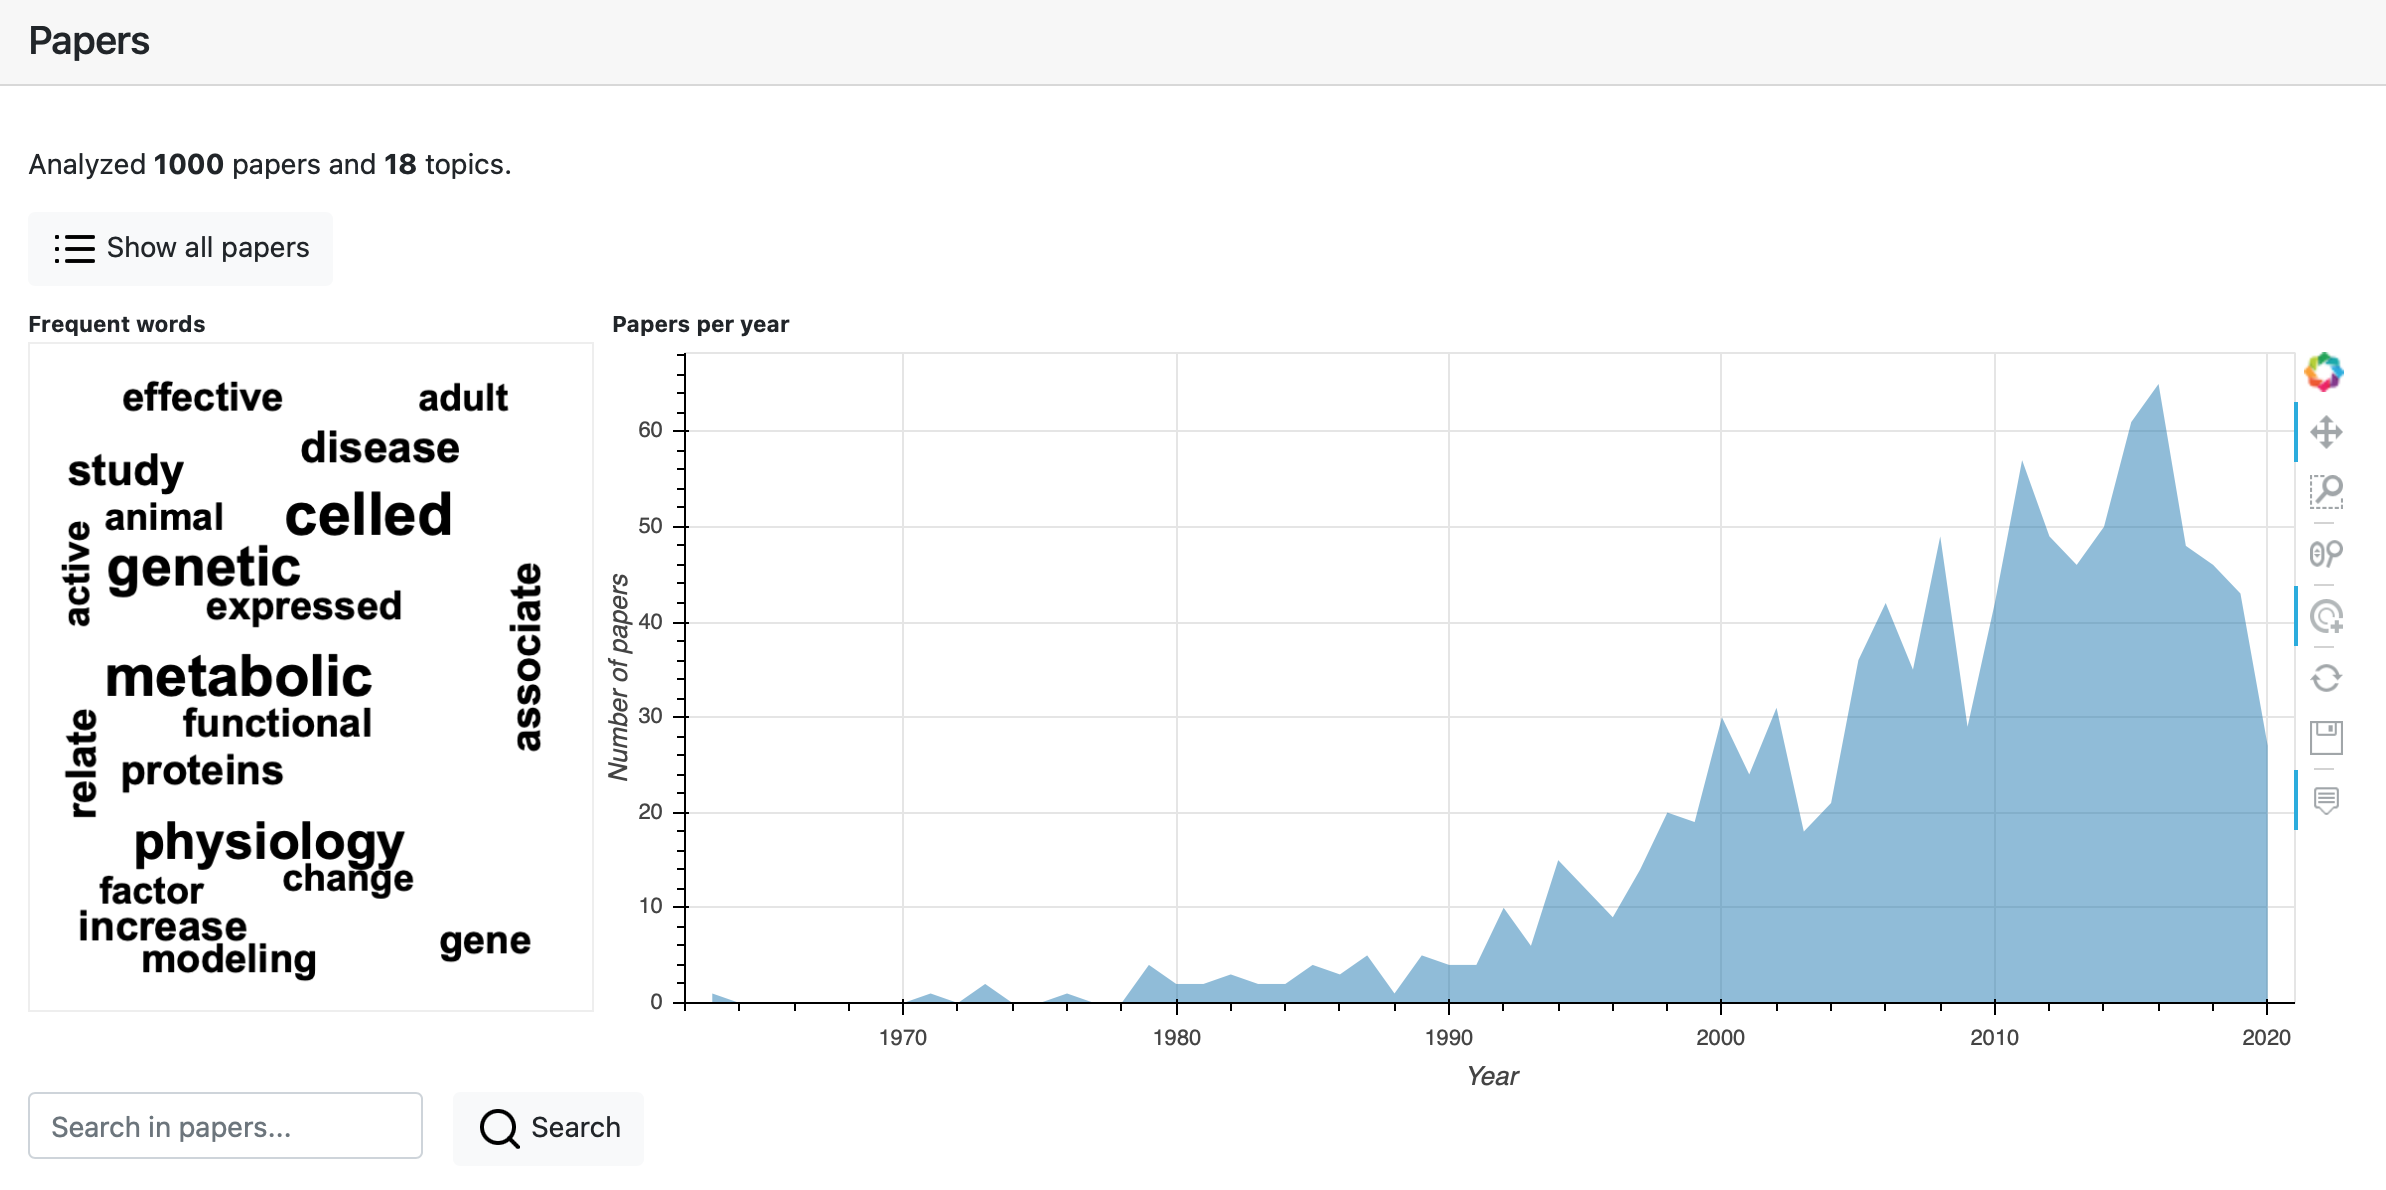 Papers
Analyzed 1000 papers and 18 topics.
Show all papers
Frequent words
effective
adult
disease
study
animal
celled
active
genetic
expressed
associate
metabolic
functional
relate
proteins
physiology
change
factor
increase
modeling
gene
Papers per year
Number of papers
60
50
40
30
20
10
0
1970 1980 1990 2000 2010 2020
Year
Search in papers...
Search